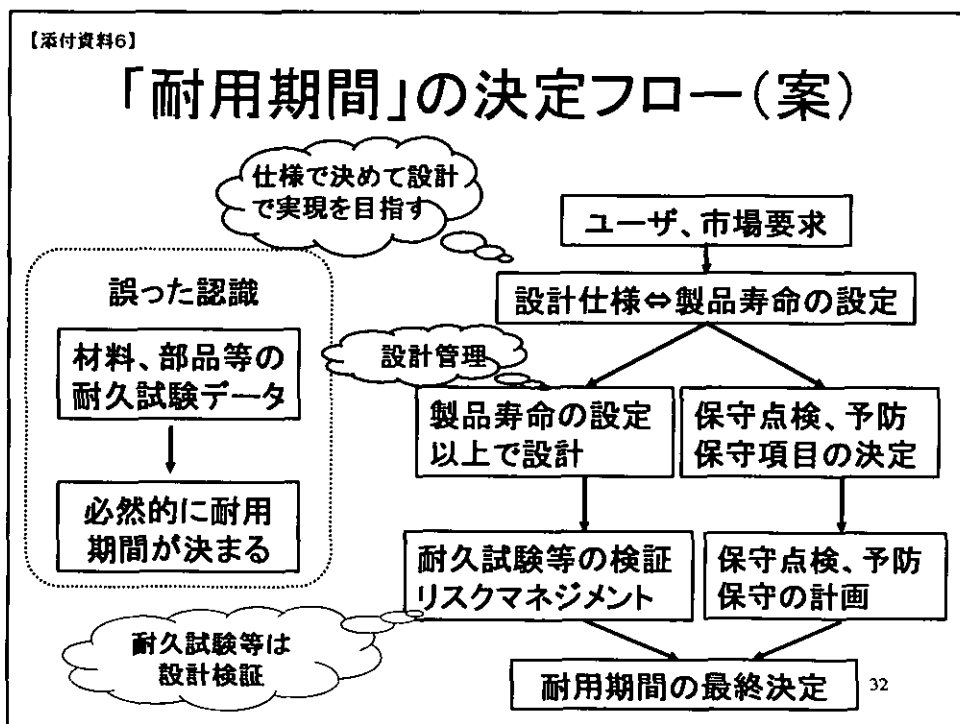 【添付資料6】
「耐用期間」の決定フロー(案)
仕様で決めて設計
で実現を目指す
ユーザ、市場要求
設計仕様⇔製品寿命の設定
誤った認識
材料、部品等の
耐久試験データ
必然的に耐用
期間が決まる
設計管理
製品寿命の設定
以上で設計
保守点検、予防
保守項目の決定
耐久試験等の検証
リスクマネジメント
保守点検、予防
保守の計画
耐久試験等は
設計検証
耐用期間の最終決定
32